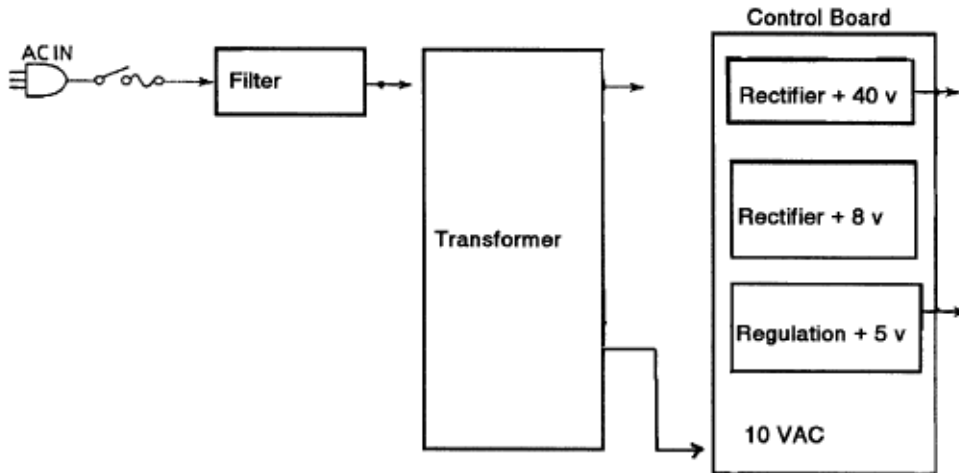 Control Board
AC IN
Filter
Rectifier + 40 v
Rectifier + 8 v
Transformer
Regulation + 5 v
10 VAC